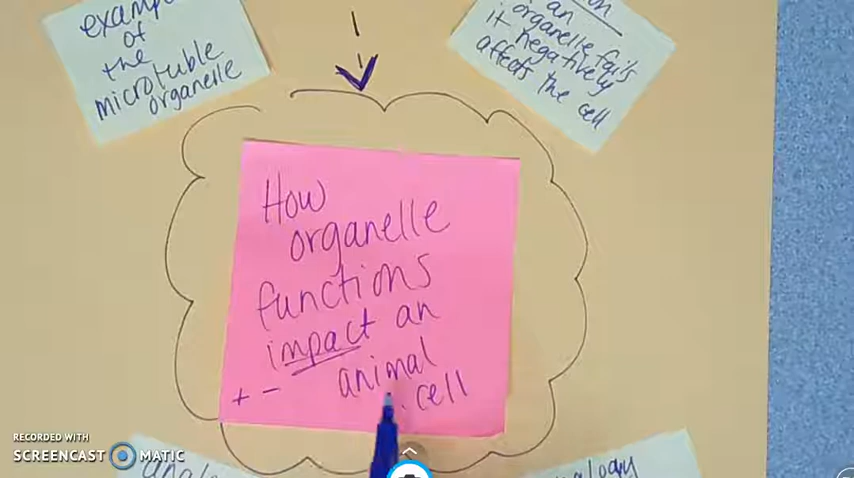 example
of
the
microtuble
organelle
an
organelle fails
it negatively
affects the cell
How
organelle
functions
impact an
animal
+ -
cell
RECORDED WITH
SCREENCAST MATIC